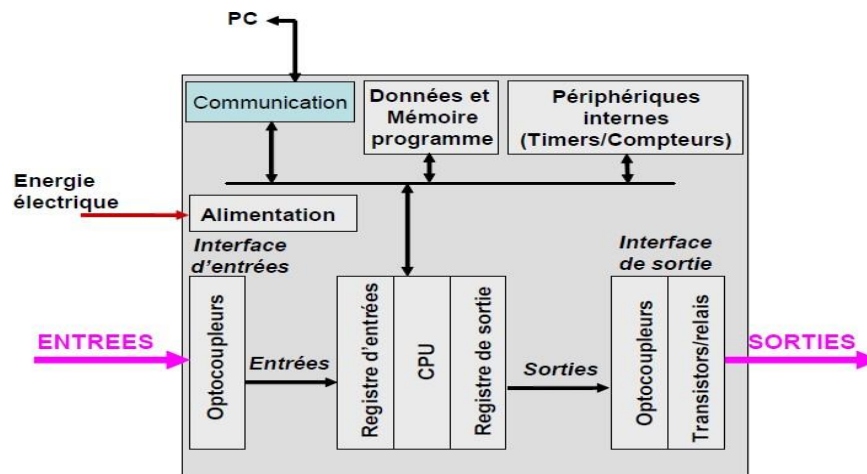 PC
Communication
Données et
Mémoire
programme
Périphériques
internes
(Timers/Compteurs)
Energie
électrique
Alimentation
Interface
d'entrées
Interface
de sortie
ENTREES
Optocoupleurs
Entrées
Registre d'entrées
CPU
Registre de sortie
Sorties
Optocoupleurs
Transistors/relais
SORTIES